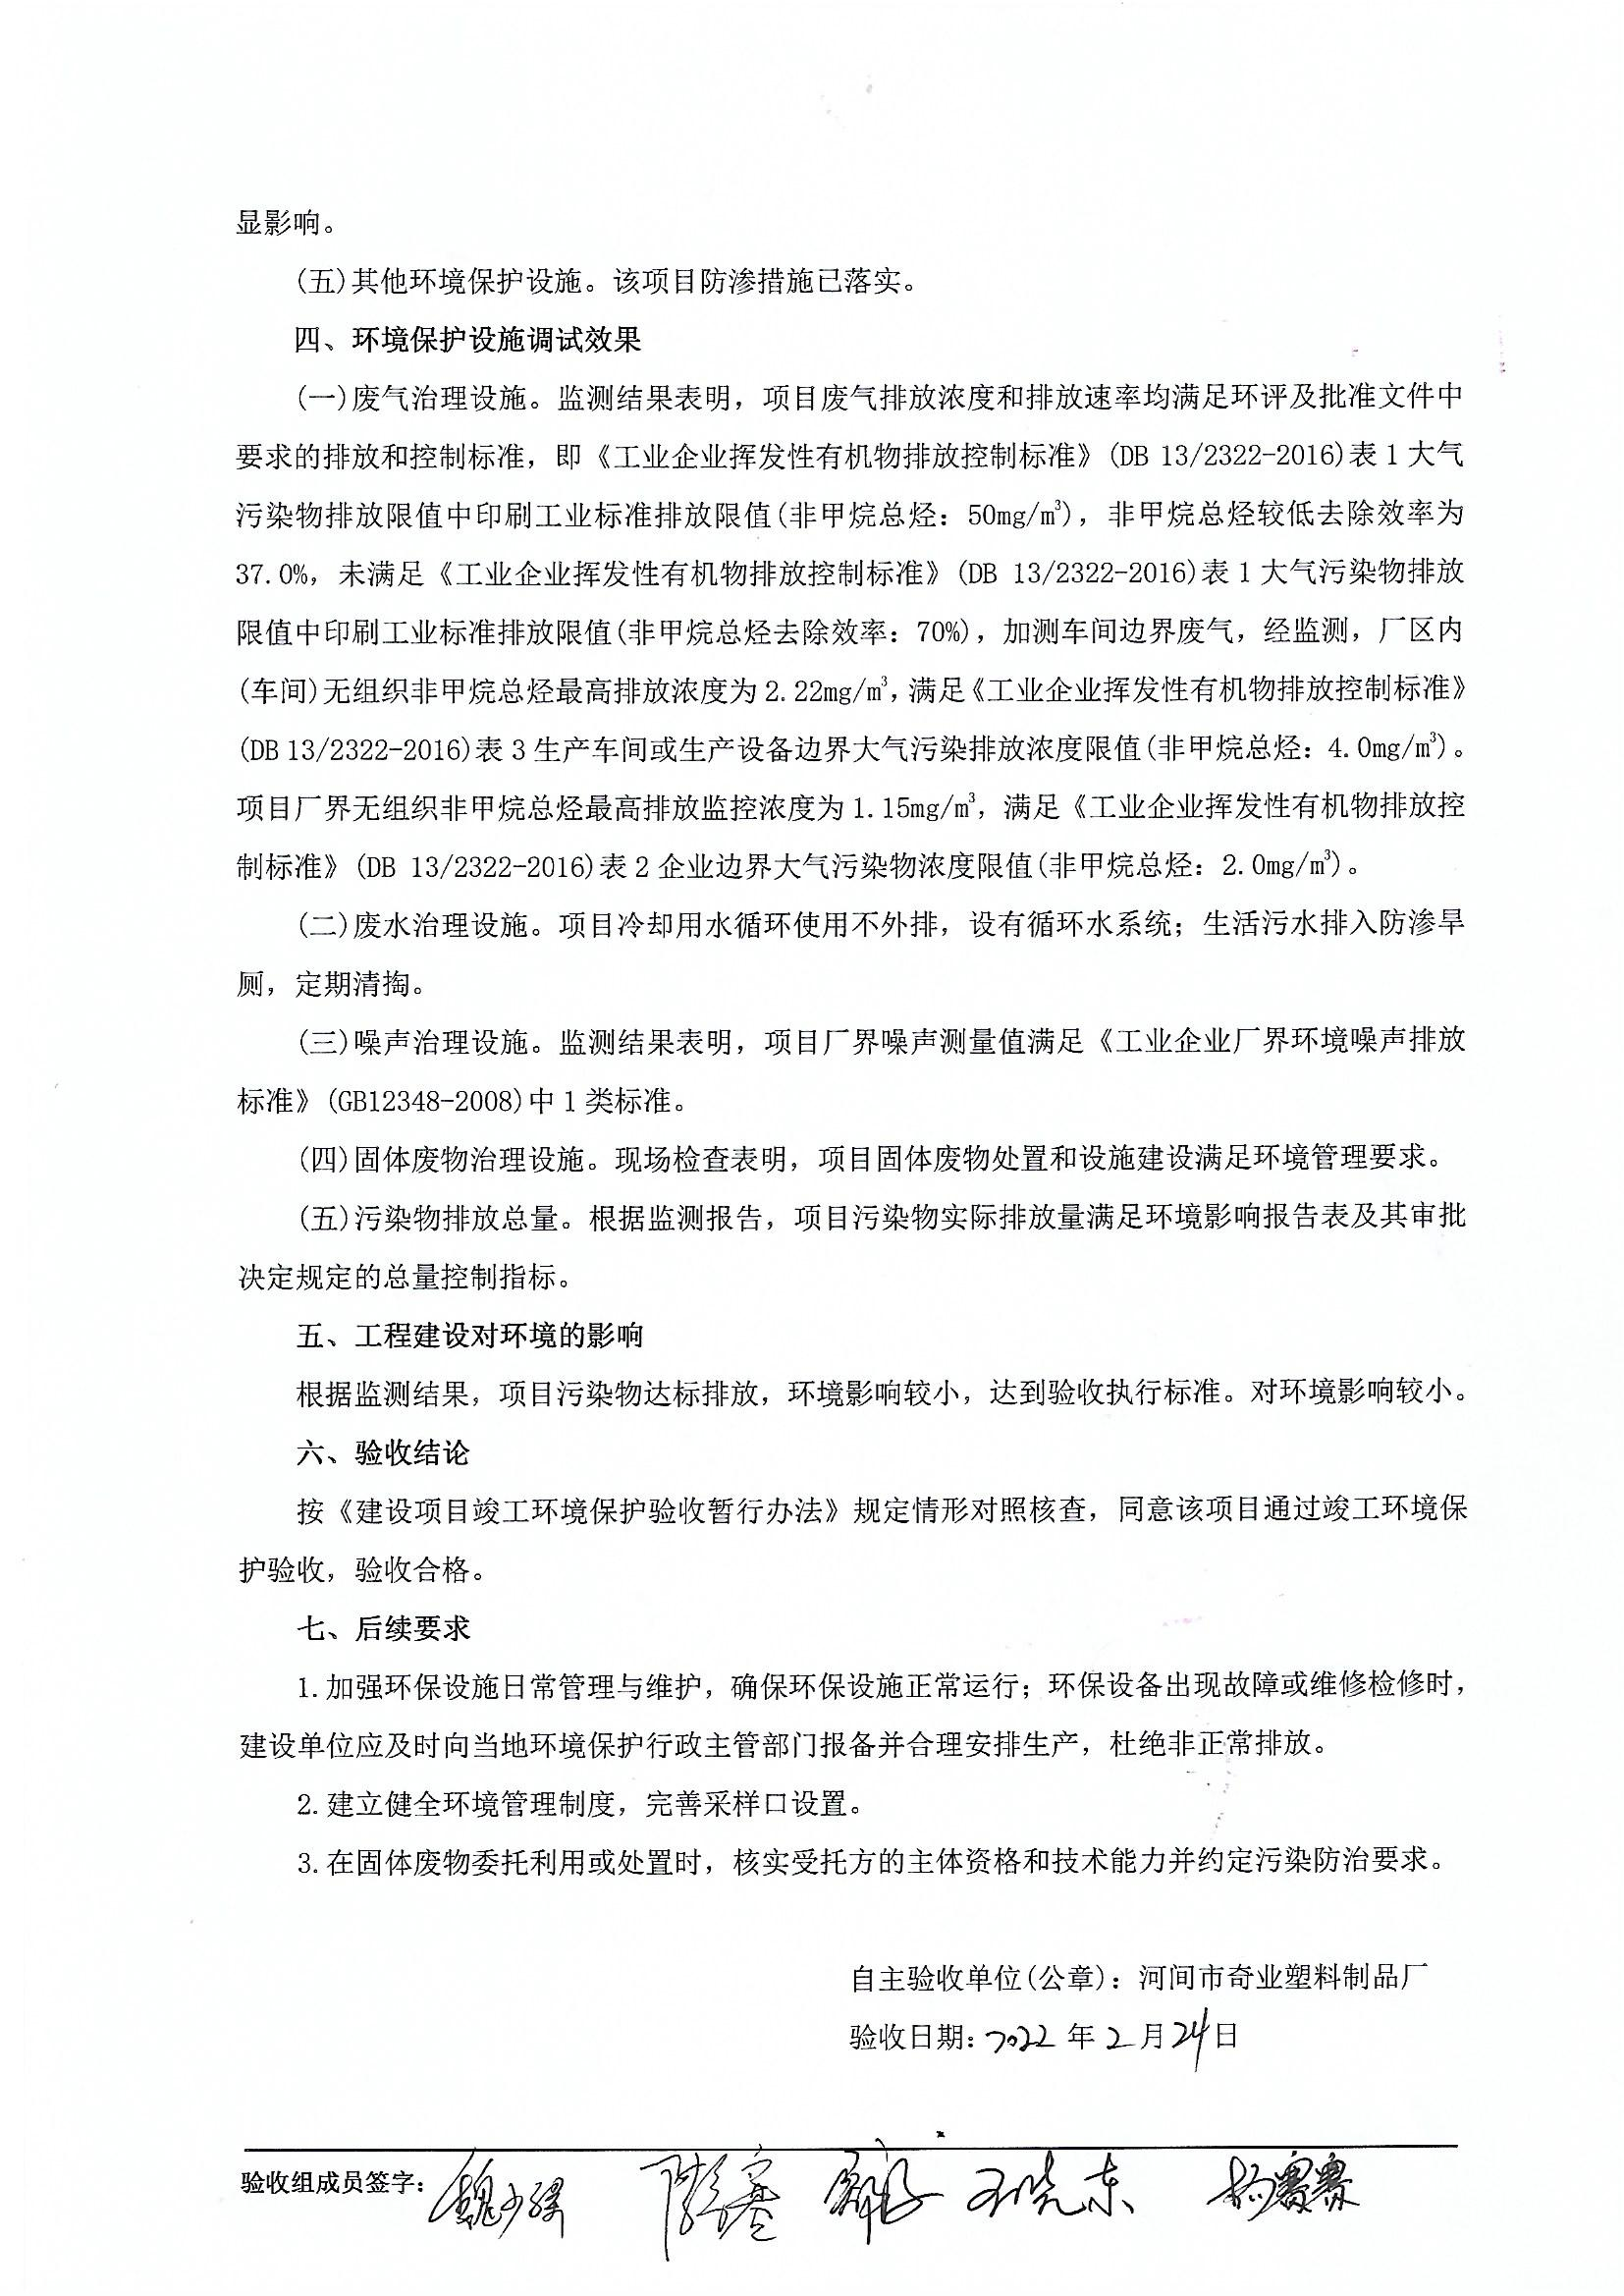 显影响。
(五)其他环境保护设施。该项目防渗措施已落实。
四、环境保护设施调试效果
(一)废气治理设施。监测结果表明，项目废气排放浓度和排放速率均满足环评及批准文件中
要求的排放和控制标准，即《工业企业挥发性有机物排放控制标准》(DB 13/2322-2016)表 1 大气
污染物排放限值中印刷工业标准排放限值(非甲烷总烃：50mg/m³)，非甲烷总烃较低去除效率为
37.0%，未满足《工业企业挥发性有机物排放控制标准》(DB 13/2322-2016)表 1 大气污染物排放
限值中印刷工业标准排放限值(非甲烷总烃去除效率：70%)，加测车间边界废气，经监测，厂区内
(车间)无组织非甲烷总烃最高排放浓度为 2.22mg/m³，满足《工业企业挥发性有机物排放控制标准》
(DB 13/2322-2016)表 3 生产车间或生产设备边界大气污染排放浓度限值(非甲烷总烃：4.0mg/m³)。
项目厂界无组织非甲烷总烃最高排放监控浓度为 1.15mg/m³，满足《工业企业挥发性有机物排放控
制标准》(DB 13/2322-2016)表 2 企业边界大气污染物浓度限值(非甲烷总烃：2.0mg/m³)。
(二)废水治理设施。项目冷却用水循环使用不外排，设有循环水系统；生活污水排入防渗旱
厕，定期清掏。
(三)噪声治理设施。监测结果表明，项目厂界噪声测量值满足《工业企业厂界环境噪声排放
标准》(GB12348-2008)中 1 类标准。
(四)固体废物治理设施。现场检查表明，项目固体废物处置和设施建设满足环境管理要求。
(五)污染物排放总量。根据监测报告，项目污染物实际排放量满足环境影响报告表及其审批
决定规定的总量控制指标。
五、工程建设对环境的影响
根据监测结果，项目污染物达标排放，环境影响较小，达到验收执行标准。对环境影响较小。
六、验收结论
按《建设项目竣工环境保护验收暂行办法》规定情形对照核查，同意该项目通过竣工环境保
护验收，验收合格。
七、后续要求
1.加强环保设施日常管理与维护，确保环保设施正常运行；环保设备出现故障或维修检修时，
建设单位应及时向当地环境保护行政主管部门报备并合理安排生产，杜绝非正常排放。
2.建立健全环境管理制度，完善采样口设置。
3.在固体废物委托利用或处置时，核实受托方的主体资格和技术能力并约定污染防治要求。
自主验收单位(公章)：河间市奇业塑料制品厂
验收日期：2022 年 2 月 24 日
验收组成员签字：